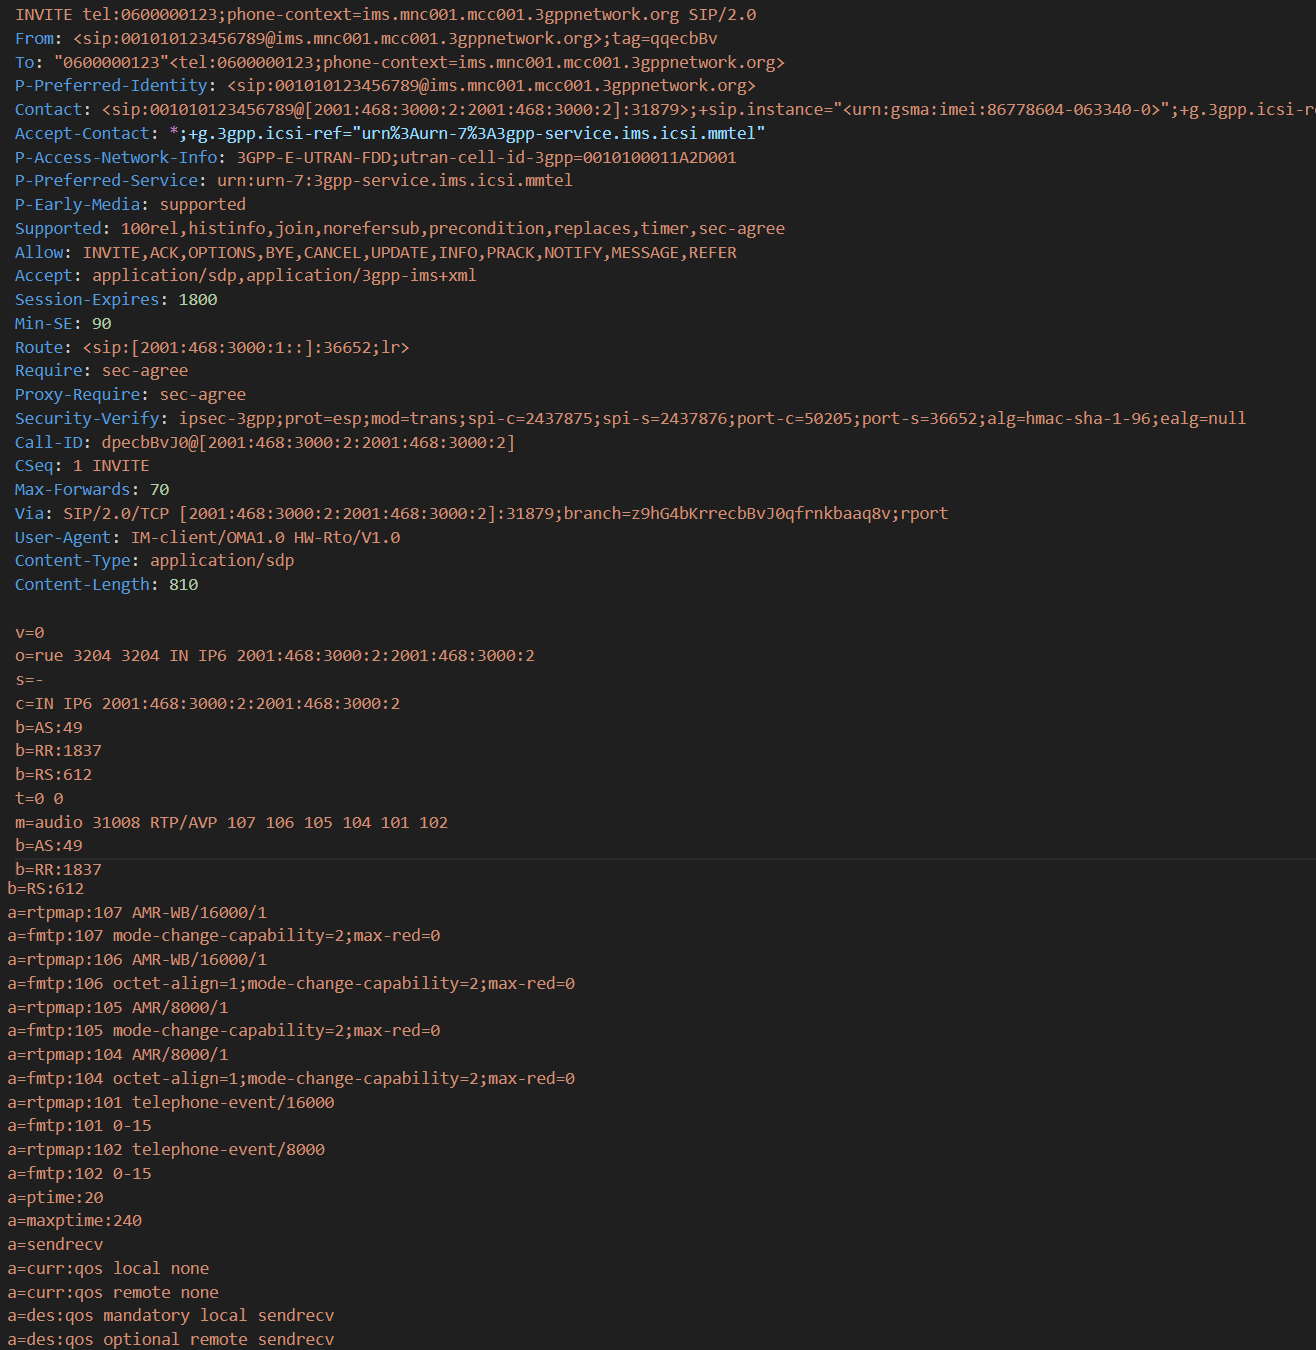 INVITE tel:0600000123;phone-context=ims.mnc001.mcc001.3gppnetwork.org SIP/2.0
From: <sip:001010123456789@ims.mnc001.mcc001.3gppnetwork.org>;tag=qqecbBv
To: "0600000123"<tel:0600000123;phone-context=ims.mnc001.mcc001.3gppnetwork.org>
P-Preferred-Identity: <sip:001010123456789@ims.mnc001.mcc001.3gppnetwork.org>
Contact: <sip:001010123456789@[2001:468:3000:2:2001:468:3000:2]:31879>;+sip.instance="<urn:gsma:imei:86778604-063340-0>";+g.3gpp.icsi-r
Accept-Contact: *;+g.3gpp.icsi-ref="urn%3Aurn-7%3A3gpp-service.ims.icsi.mmtel"
P-Access-Network-Info: 3GPP-E-UTRAN-FDD;utran-cell-id-3gpp=0010100011A2D001
P-Preferred-Service: urn:urn-7:3gpp-service.ims.icsi.mmtel
P-Early-Media: supported
Supported: 100rel,histinfo,join,norefersub,precondition,replaces,timer,sec-agree
Allow: INVITE,ACK,OPTIONS,BYE,CANCEL,UPDATE,INFO,PRACK,NOTIFY,MESSAGE,REFER
Accept: application/sdp,application/3gpp-ims+xml
Session-Expires: 1800
Min-SE: 90
Route: <sip:[2001:468:3000:1::]:36652;lr>
Require: sec-agree
Proxy-Require: sec-agree
Security-Verify: ipsec-3gpp;prot=esp;mod=trans;spi-c=2437875;spi-s=2437876;port-c=50205;port-s=36652;alg=hmac-sha-1-96;ealg=null
Call-ID: dpecbBvJ0@[2001:468:3000:2:2001:468:3000:2]
CSeq: 1 INVITE
Max-Forwards: 70
Via: SIP/2.0/TCP [2001:468:3000:2:2001:468:3000:2]:31879;branch=z9hG4bKrrecbBvJ0qfrnkbaaq8v;rport
User-Agent: IM-client/OMA1.0 HW-Rto/V1.0
Content-Type: application/sdp
Content-Length: 810
v=0
o=rue 3204 3204 IN IP6 2001:468:3000:2:2001:468:3000:2
s=-
c=IN IP6 2001:468:3000:2:2001:468:3000:2
b=AS:49
b=RR:1837
b=RS:612
t=0 0
m=audio 31008 RTP/AVP 107 106 105 104 101 102
b=AS:49
b=RR:1837
b=RS:612
a=rtpmap:107 AMR-WB/16000/1
a=fmtp:107 mode-change-capability=2;max-red=0
a=rtpmap:106 AMR-WB/16000/1
a=fmtp:106 octet-align=1;mode-change-capability=2;max-red=0
a=rtpmap:105 AMR/8000/1
a=fmtp:105 mode-change-capability=2;max-red=0
a=rtpmap:104 AMR/8000/1
a=fmtp:104 octet-align=1;mode-change-capability=2;max-red=0
a=rtpmap:101 telephone-event/16000
a=fmtp:101 0-15
a=rtpmap:102 telephone-event/8000
a=fmtp:102 0-15
a=ptime:20
a=maxptime:240
a=sendrecv
a=curr:qos local none
a=curr:qos remote none
a=des:qos mandatory local sendrecv
a=des:qos optional remote sendrecv